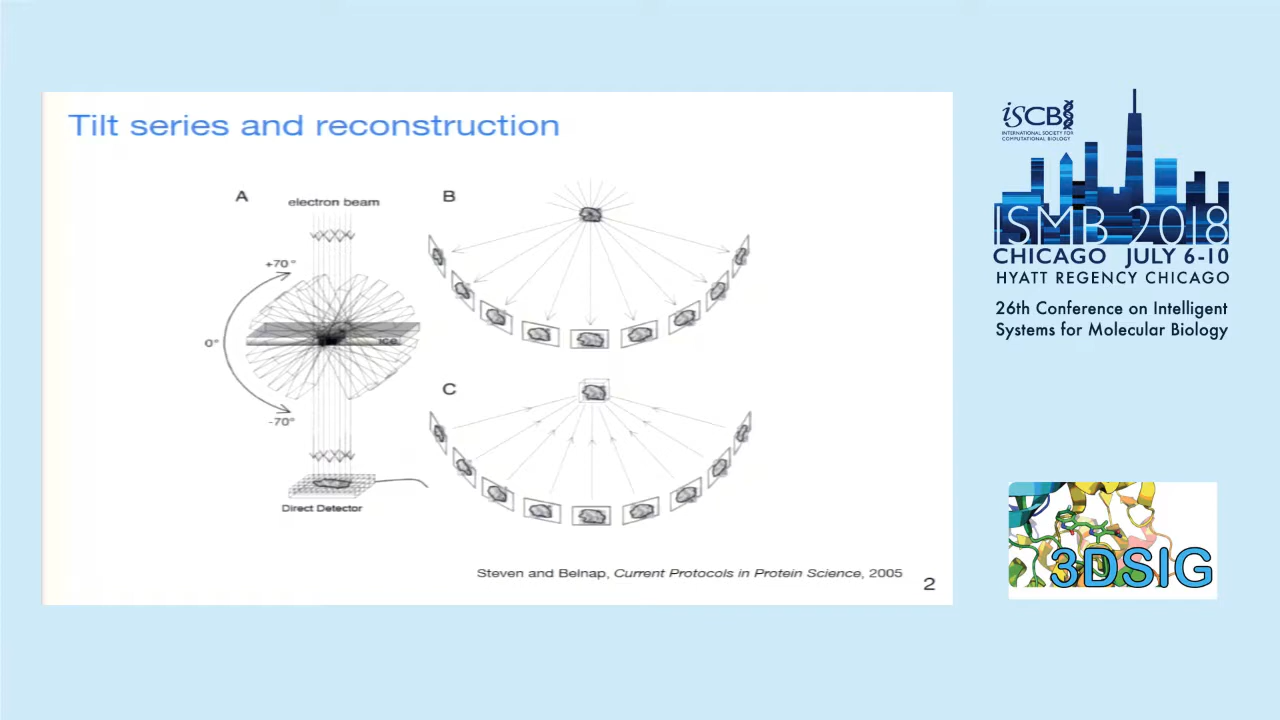 Tilt series and reconstruction
A
electron beam
+70°
0°
ice
-70°
Direct Detector
B
C
Steven and Belnap, Current Protocols in Protein Science, 2005
2
iSCB
INTERNATIONAL SOCIETY FOR
COMPUTATIONAL BIOLOGY
ISMB 2018
CHICAGO JULY 6-10
HYATT REGENCY CHICAGO
26th Conference on Intelligent
Systems for Molecular Biology
3DSIG